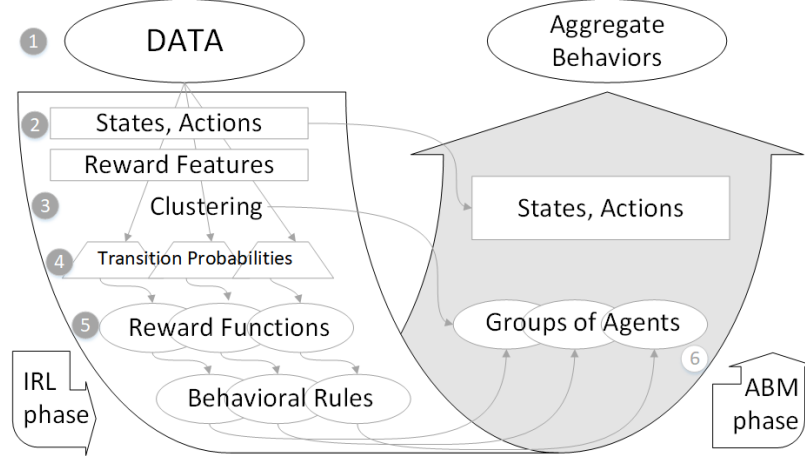 1
DATA
Aggregate
Behaviors
2
States, Actions
Reward Features
3
Clustering
States, Actions
4
Transition Probabilities
5
Reward Functions
Groups of Agents
6
IRL
phase
Behavioral Rules
ABM
phase